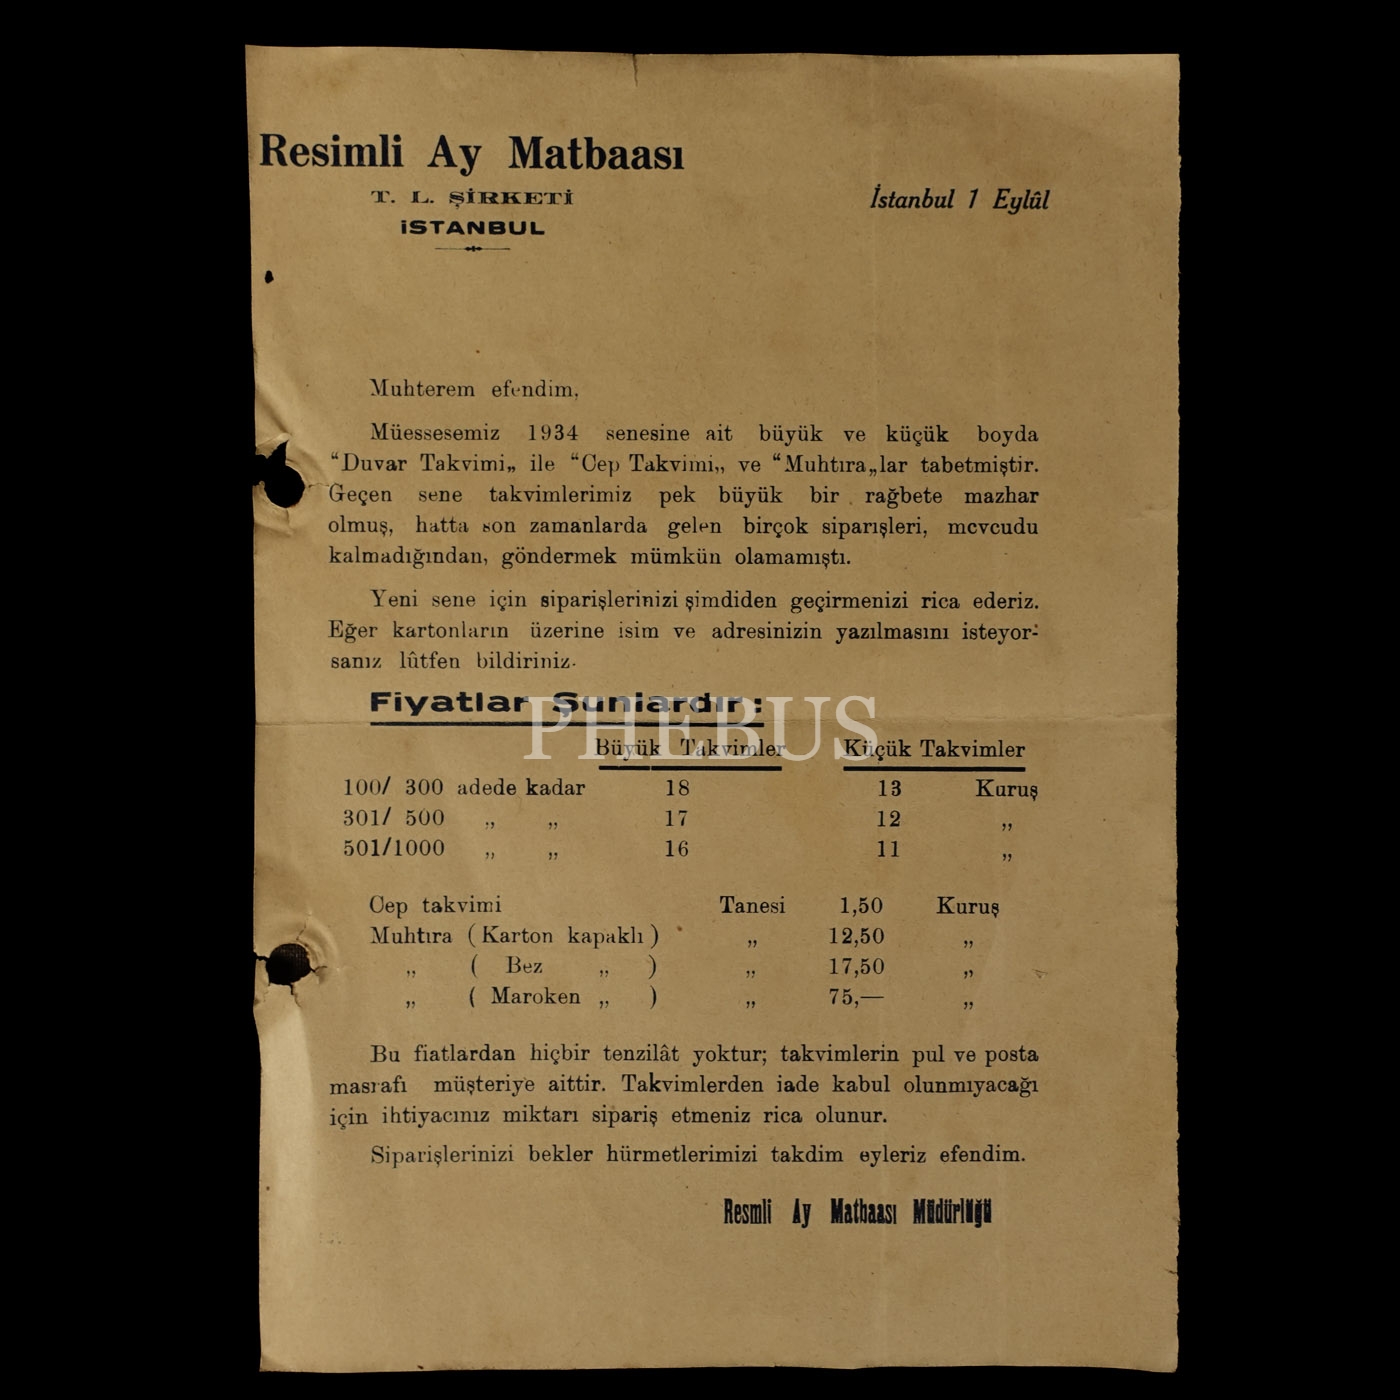 Resimli Ay Matbaası
T. L. ŞİRKETİ
İSTANBUL
İstanbul 1 Eylûl
Muhterem efendim,
Müessesemiz 1934 senesine ait büyük ve küçük boyda
“Duvar Takvimi„ ile “Cep Takvimi„ ve “Muhtıra„lar tabetmiştir.
Geçen sene takvimlerimiz pek büyük bir rağbete mazhar
olmuş, hatta son zamanlarda gelen birçok siparışleri, mevcudu
kalmadığından, göndermek mümkün olamamıştı.
Yeni sene için siparişlerinizi şimdiden geçirmenizi rica ederiz.
Eğer kartonların üzerine isim ve adresinizin yazılmasını isteyor-
sanız lûtfen bildiriniz.
Fiyatlar Şunlardır:
PHEBUS
Büyük Takvimler Küçük Takvimler
100/ 300 adede kadar 18 13 Kuruş
301/ 500 „ „ 17 12 „
501/1000 „ „ 16 11 „
Cep takvimi Tanesi 1,50 Kuruş
Muhtıra (Karton kapaklı) „ 12,50 „
„ ( Bez „ ) „ 17,50 „
„ ( Maroken „ ) „ 75,— „
Bu fiatlardan hiçbir tenzilât yoktur; takvimlerin pul ve posta
masrafı müşteriye aittir. Takvimlerden iade kabul olunmıyacağı
için ihtiyacınız miktarı sipariş etmeniz rica olunur.
Siparişlerinizi bekler hürmetlerimizi takdim eyleriz efendim.
Resmli Ay Matbaası Müdürlüğü